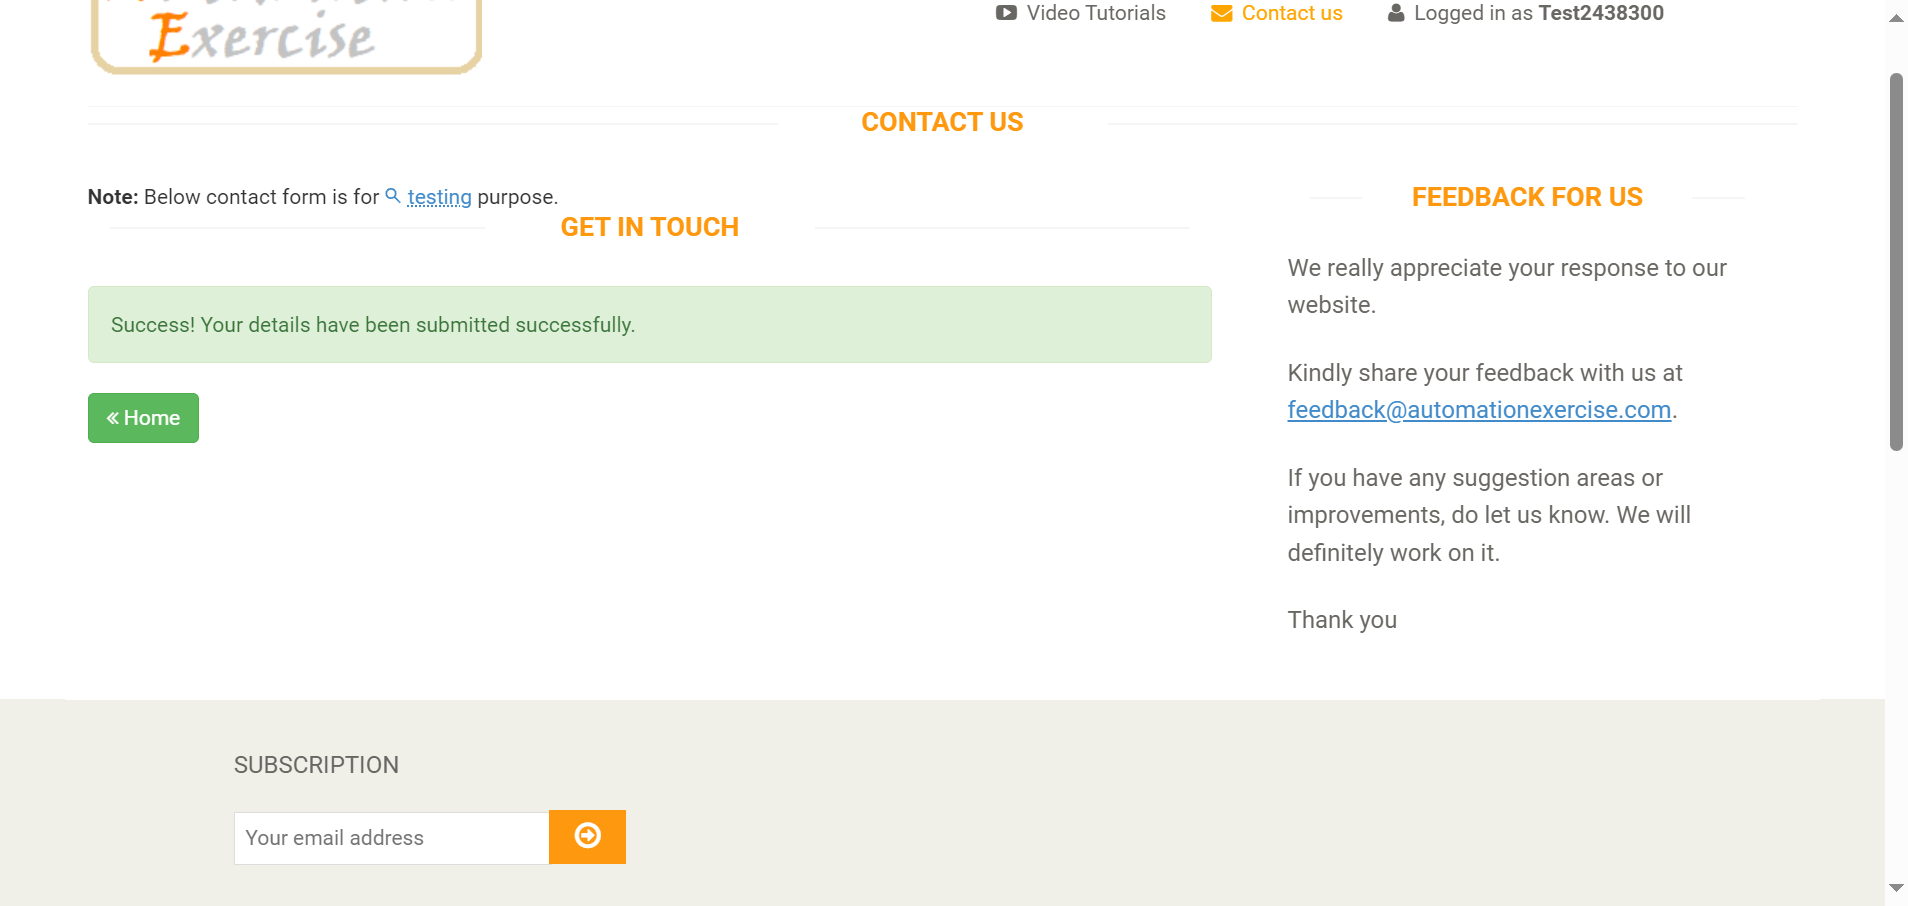 Exercise
Video Tutorials Contact us Logged in as Test2438300
CONTACT US
Note: Below contact form is for testing purpose.
GET IN TOUCH
Success! Your details have been submitted successfully.
« Home
FEEDBACK FOR US
We really appreciate your response to our
website.
Kindly share your feedback with us at
feedback@automationexercise.com.
If you have any suggestion areas or
improvements, do let us know. We will
definitely work on it.
Thank you
SUBSCRIPTION
Your email address